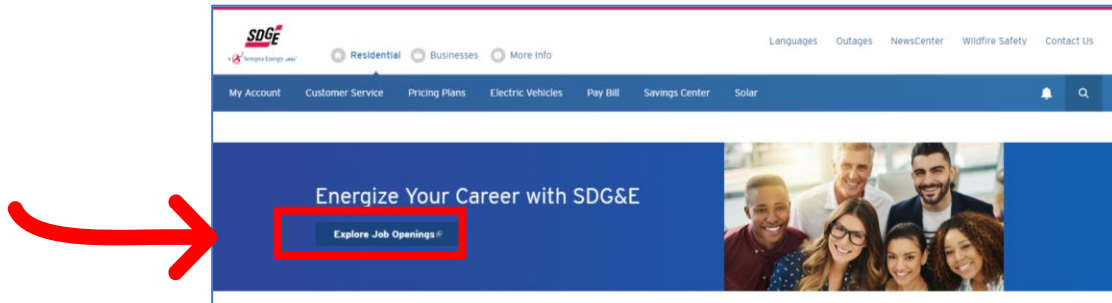 SDGE
A Sempra Energy utility
Residential Businesses More Info
Languages Outages NewsCenter Wildfire Safety Contact Us
My Account Customer Service Pricing Plans Electric Vehicles Pay Bill Savings Center Solar
Energize Your Career with SDG&E
Explore Job Openings